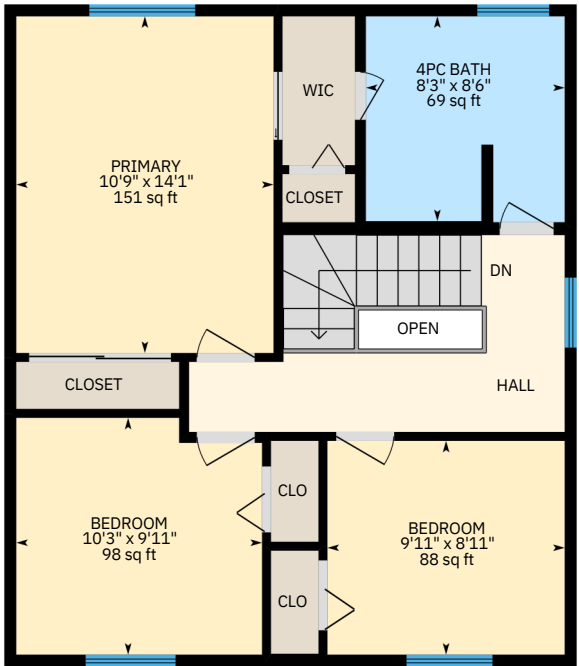 PRIMARY
10'9" x 14'1"
151 sq ft
WIC
4PC BATH
8'3" x 8'6"
69 sq ft
CLOSET
DN
OPEN
HALL
CLOSET
CLO
BEDROOM
10'3" x 9'11"
98 sq ft
BEDROOM
9'11" x 8'11"
88 sq ft
CLO